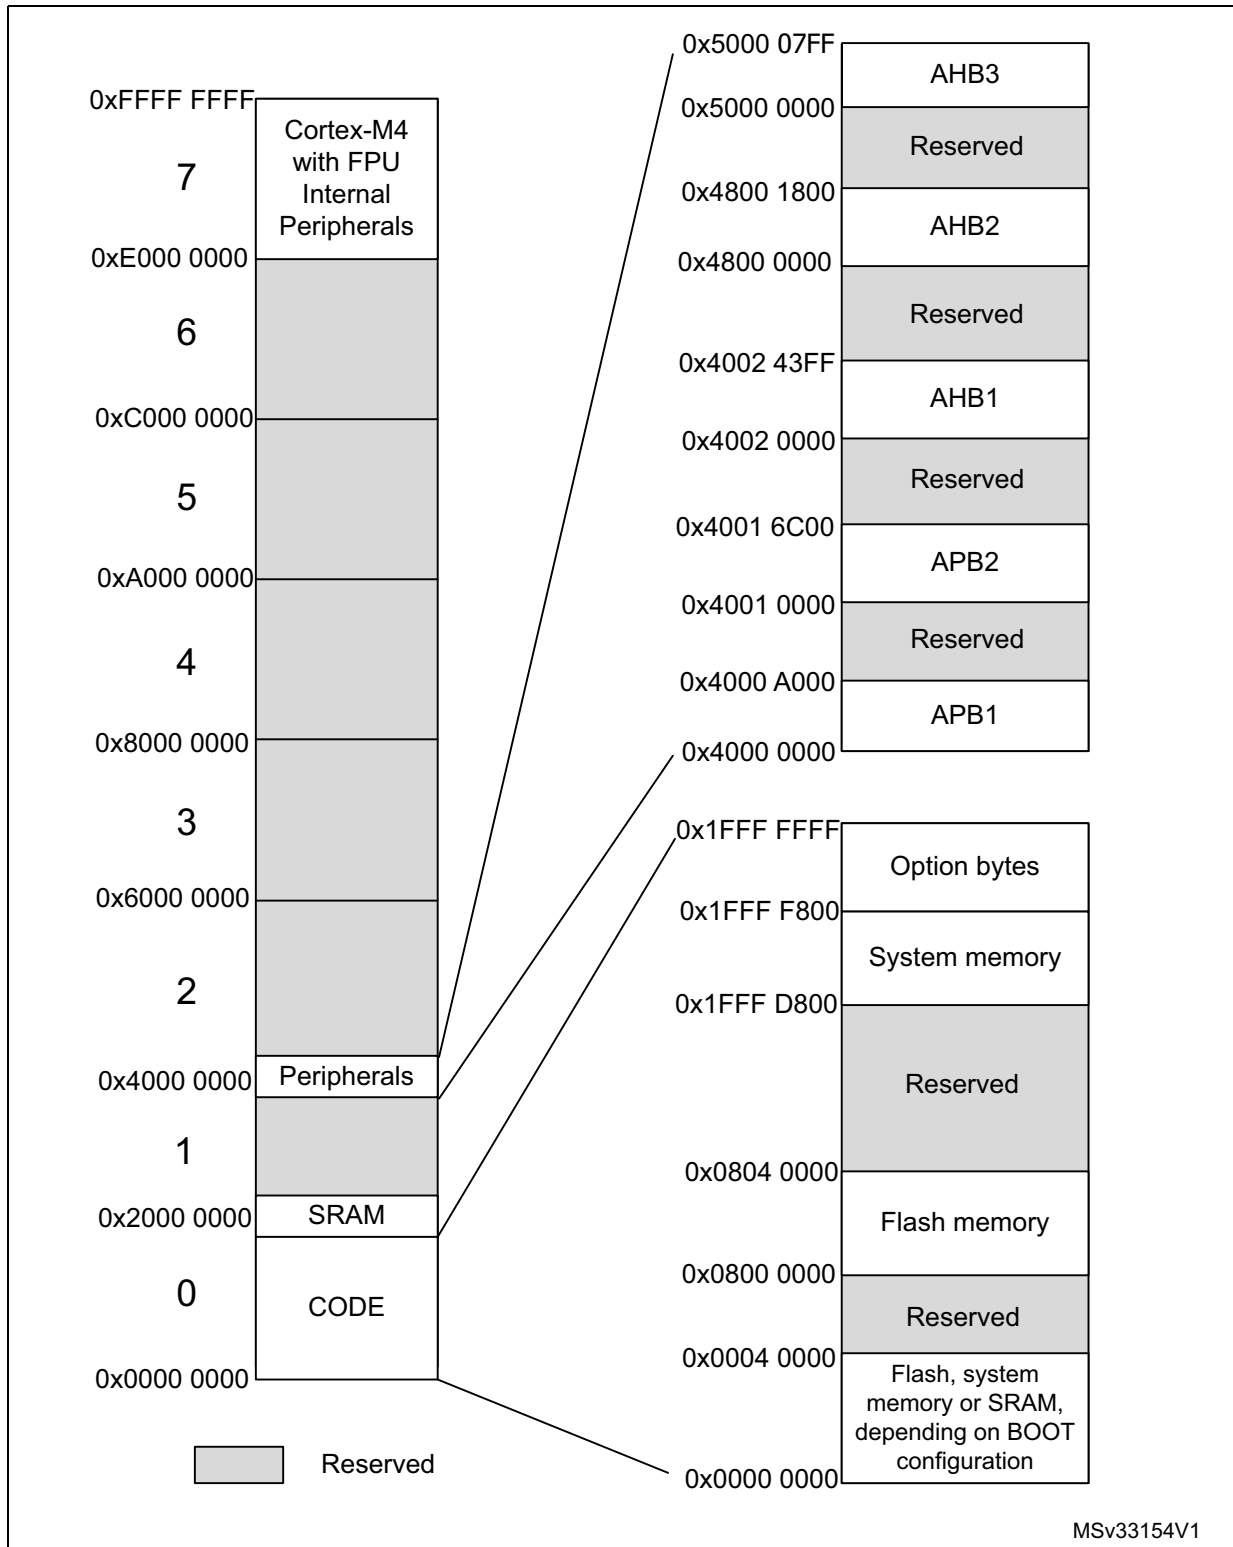 0xFFFF FFFF
7
Cortex-M4
with FPU
Internal
Peripherals
0xE000 0000
6
0xC000 0000
5
0xA000 0000
4
0x8000 0000
3
0x6000 0000
2
0x4000 0000
Peripherals
1
0x2000 0000
SRAM
0
CODE
0x0000 0000
Reserved
0x5000 07FF
AHB3
0x5000 0000
Reserved
0x4800 1800
AHB2
0x4800 0000
Reserved
0x4002 43FF
AHB1
0x4002 0000
Reserved
0x4001 6C00
APB2
0x4001 0000
Reserved
0x4000 A000
APB1
0x4000 0000
0x1FFF FFFF
Option bytes
0x1FFF F800
System memory
0x1FFF D800
Reserved
0x0804 0000
Flash memory
0x0800 0000
Reserved
0x0004 0000
Flash, system
memory or SRAM,
depending on BOOT
configuration
0x0000 0000
MSv33154V1